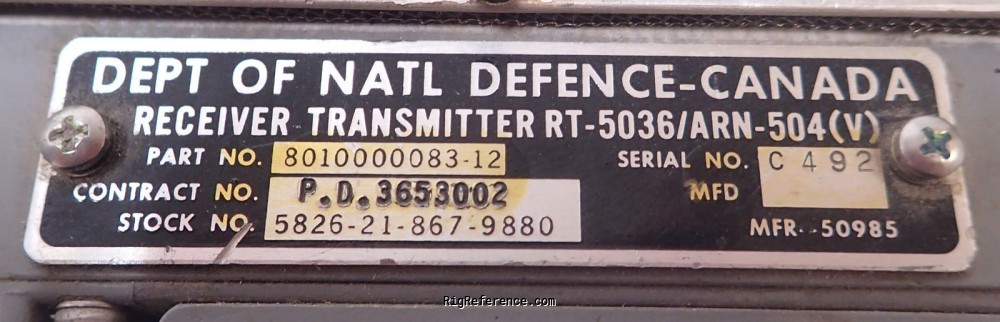 DEPT OF NATL DEFENCE-CANADA
RECEIVER-TRANSMITTER RT-5036/ARN-504(V)
PART NO. 8010000083-12 SERIAL NO. C 492
CONTRACT NO. P.D. 3653002 MFD
STOCK NO. 5826-21-867-9880 MFR-50985
RigReference.com